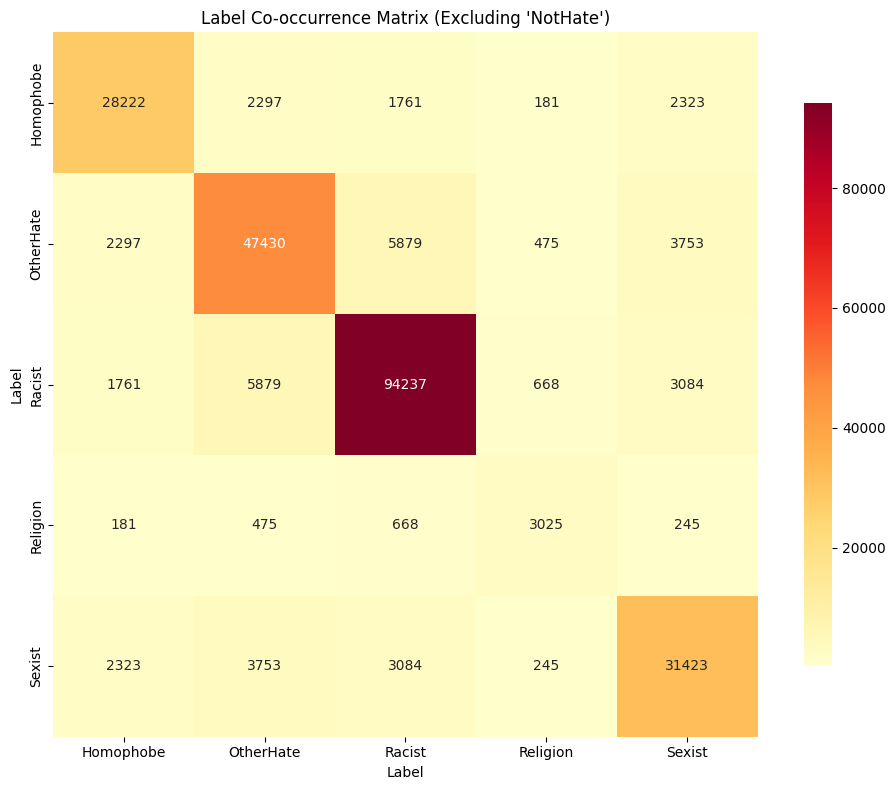 Label Co-occurrence Matrix (Excluding 'NotHate')
Homophobe 28222 2297 1761 181 2323
OtherHate 2297 47430 5879 475 3753
Racist 1761 5879 94237 668 3084
Religion 181 475 668 3025 245
Sexist 2323 3753 3084 245 31423
Label
Homophobe OtherHate Racist Religion Sexist
Label
80000
60000
40000
20000